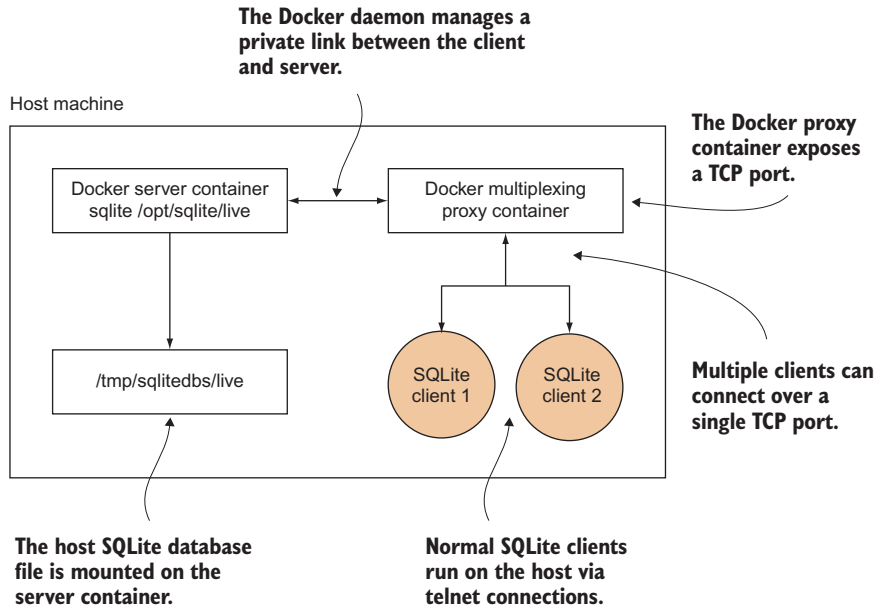 The Docker daemon manages a
private link between the client
and server.
Host machine
The Docker proxy
container exposes
a TCP port.
Docker server container
sqlite /opt/sqlite/live
Docker multiplexing
proxy container
/tmp/sqlitedbs/live
SQLite
client 1
SQLite
client 2
Multiple clients can
connect over a
single TCP port.
The host SQLite database
file is mounted on the
server container.
Normal SQLite clients
run on the host via
telnet connections.